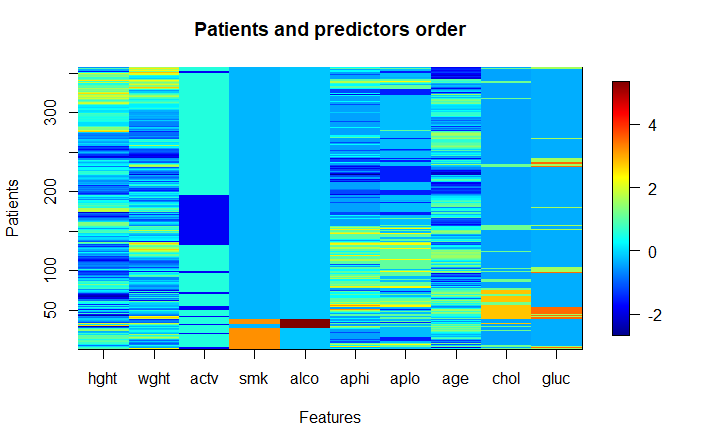 Patients and predictors order
Patients
50
100
200
300
hght wght actv smk alco aphi aplo age chol gluc
Features
4
2
0
-2